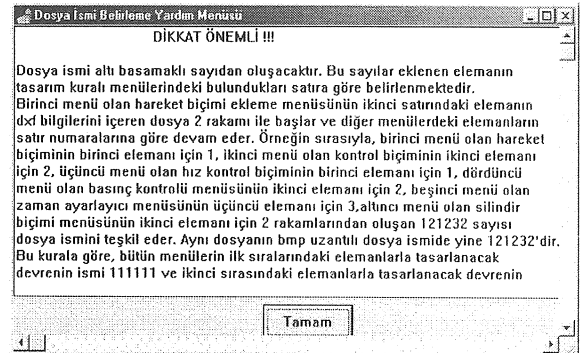 Dosya İsmi Belirleme Yardım Menüsü
DİKKAT ÖNEMLİ !!!
Dosya ismi altı basamaklı sayıdan oluşacaktır. Bu sayılar eklenen elemanın
tasarım kuralı menülerindeki bulundukları satıra göre belirlenmektedir.
Birinci menü olan hareket biçimi ekleme menüsünün ikinci satırındaki elemanın
dxf bilgilerini içeren dosya 2 rakamı ile başlar ve diğer menülerdeki elemanların
satır numaralarına göre devam eder. Örneğin sırasıyla, birinci menü olan hareket
biçiminin birinci elemanı için 1, ikinci menü olan kontrol biçiminin ikinci elemanı
için 2, üçüncü menü olan hız kontrol biçiminin birinci elemanı için 1, dördüncü
menü olan basınç kontrolü menüsünün ikinci elemanı için 2, beşinci menü olan
zaman ayarlayıcı menüsünün üçüncü elemanı için 3,altıncı menü olan silindir
biçimi menüsünün ikinci elemanı için 2 rakamlarından oluşan 121232 sayısı
dosya ismini teşkil eder. Aynı dosyanın bmp uzantılı dosya ismide yine 121232'dir.
Bu kurala göre, bütün menülerin ilk sıralarındaki elemanlarla tasarlanacak
devrenin ismi 111111 ve ikinci sırasındaki elemanlarla tasarlanacak devrenin
Tamam